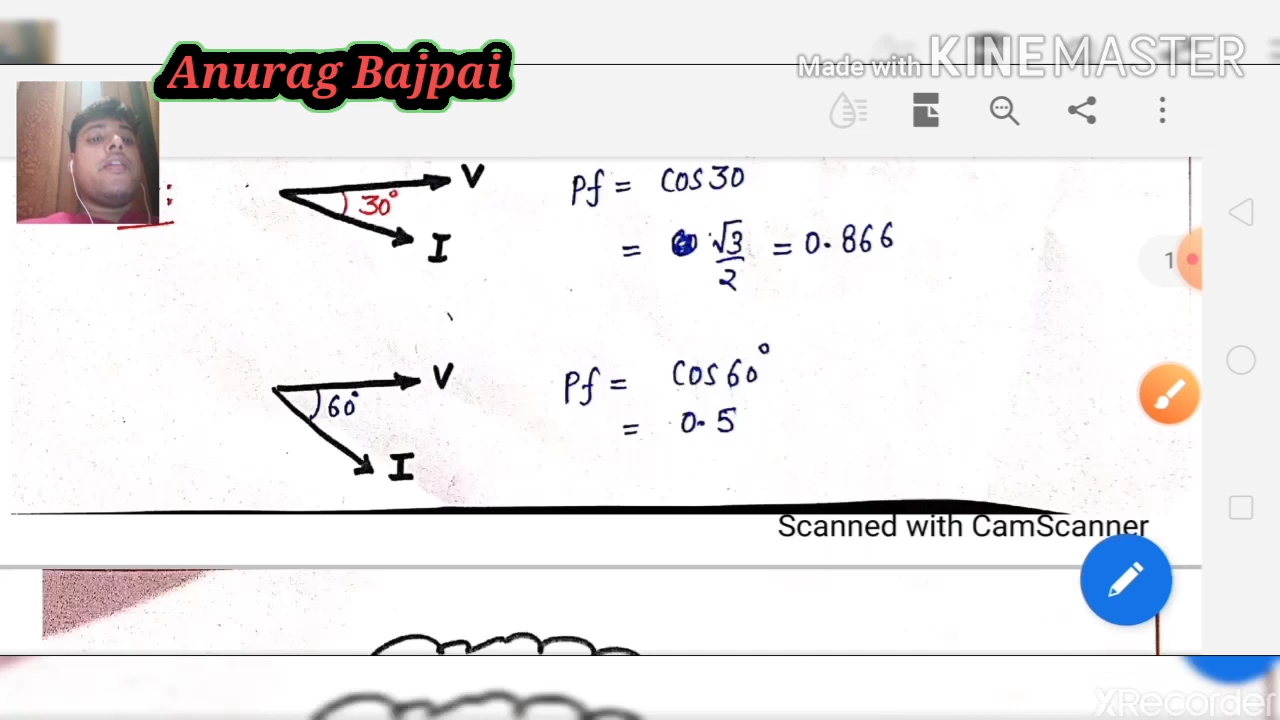 Anurag Bajpai
Made with KINEMASTER
V
30°
I
Pf = cos 30
= √3/2 = 0.866
1
V
60°
I
Pf = cos 60°
= 0.5
Scanned with CamScanner
XRecorder